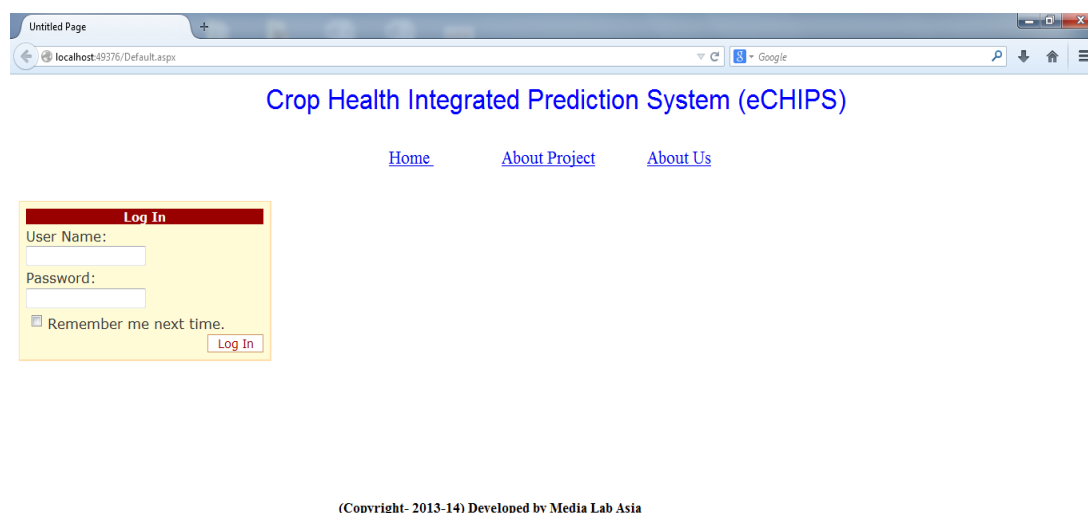 Untitled Page
localhost:49376/Default.aspx
Google
Crop Health Integrated Prediction System (eCHIPS)
Home About Project About Us
Log In
User Name:
Password:
Remember me next time.
Log In
(Copyright- 2013-14) Developed by Media Lab Asia